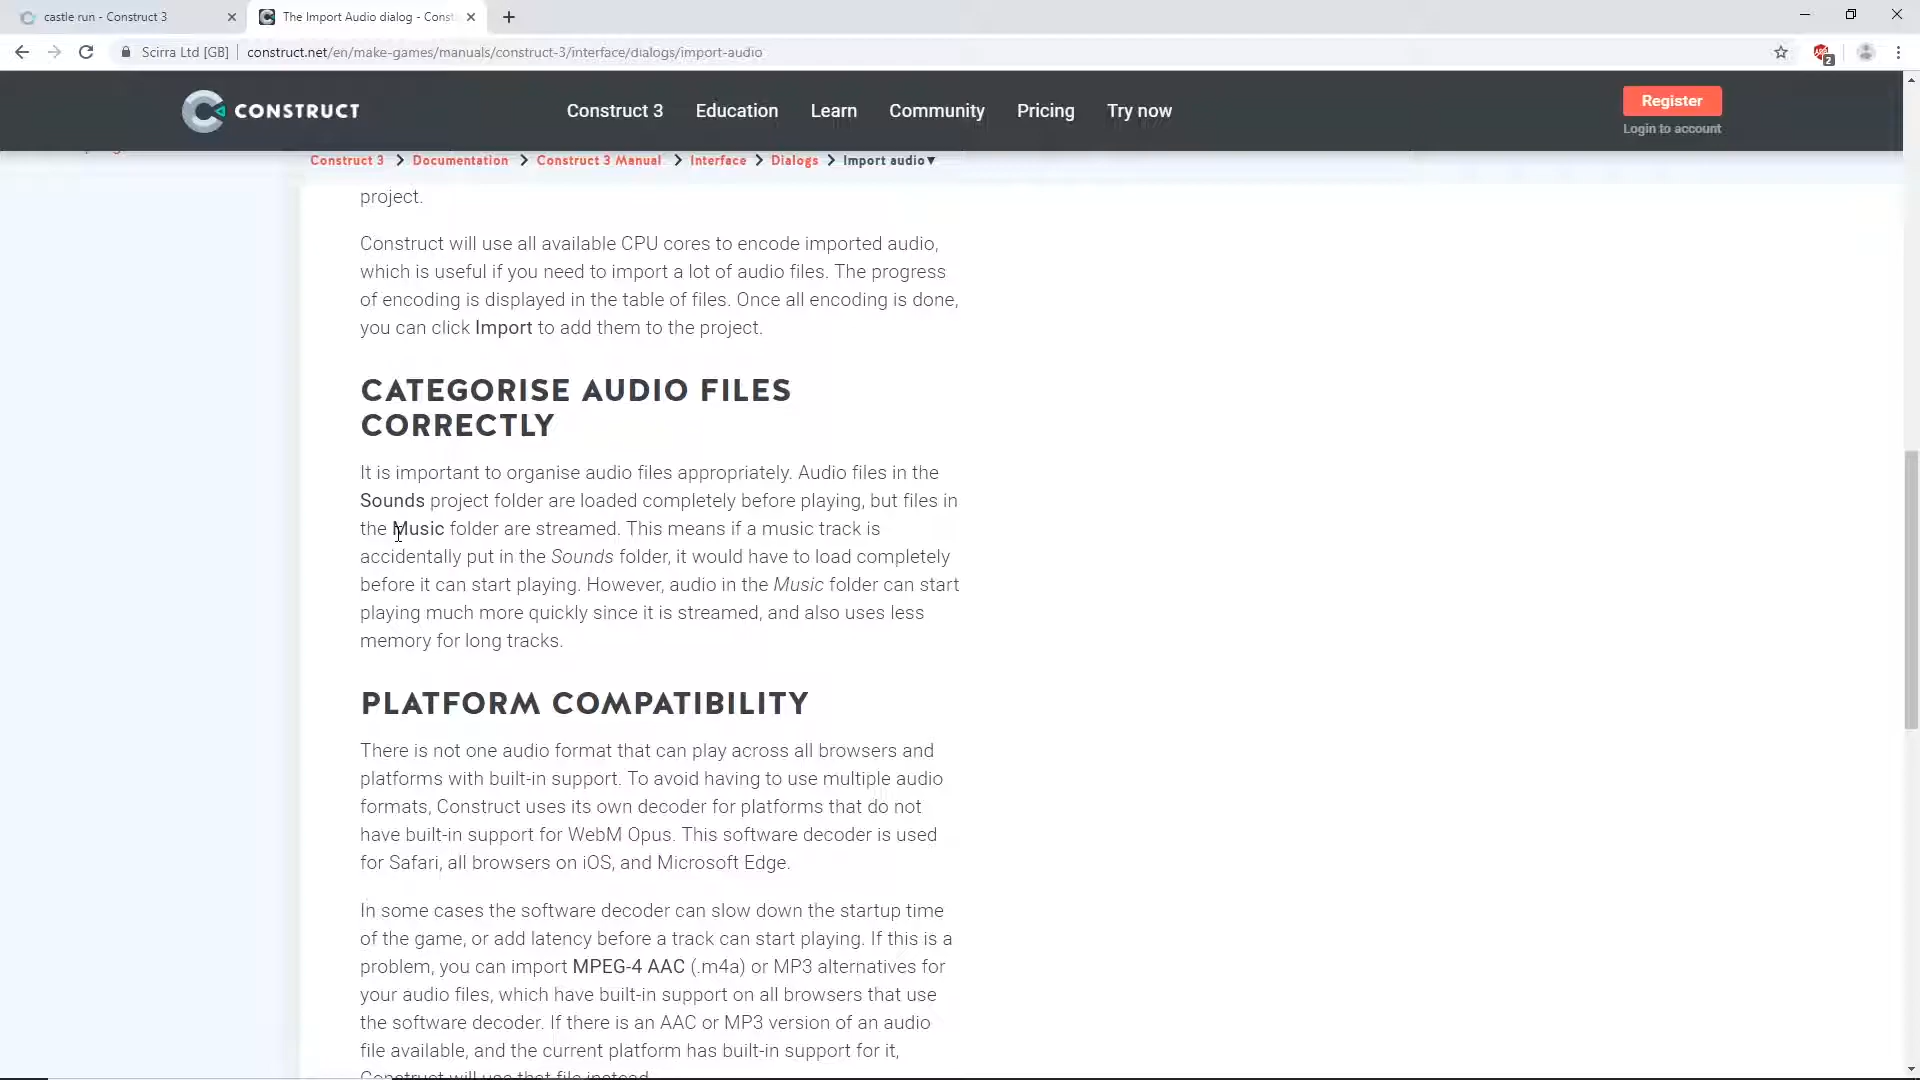 castle run - Construct 3
The Import Audio dialog - Const
Scirra Ltd [GB]
construct.net/en/make-games/manuals/construct-3/interface/dialogs/import-audio
2
CONSTRUCT
Construct 3
Education
Learn
Community
Pricing
Try now
Register
Login to account
Construct 3 > Documentation > Construct 3 Manual > Interface > Dialogs > Import audio▼
project.
Construct will use all available CPU cores to encode imported audio,
which is useful if you need to import a lot of audio files. The progress
of encoding is displayed in the table of files. Once all encoding is done,
you can click Import to add them to the project.
CATEGORISE AUDIO FILES
CORRECTLY
It is important to organise audio files appropriately. Audio files in the
Sounds project folder are loaded completely before playing, but files in
the Music folder are streamed. This means if a music track is
accidentally put in the Sounds folder, it would have to load completely
before it can start playing. However, audio in the Music folder can start
playing much more quickly since it is streamed, and also uses less
memory for long tracks.
PLATFORM COMPATIBILITY
There is not one audio format that can play across all browsers and
platforms with built-in support. To avoid having to use multiple audio
formats, Construct uses its own decoder for platforms that do not
have built-in support for WebM Opus. This software decoder is used
for Safari, all browsers on iOS, and Microsoft Edge.
In some cases the software decoder can slow down the startup time
of the game, or add latency before a track can start playing. If this is a
problem, you can import MPEG-4 AAC (.m4a) or MP3 alternatives for
your audio files, which have built-in support on all browsers that use
the software decoder. If there is an AAC or MP3 version of an audio
file available, and the current platform has built-in support for it,
Construct will use that file instead.